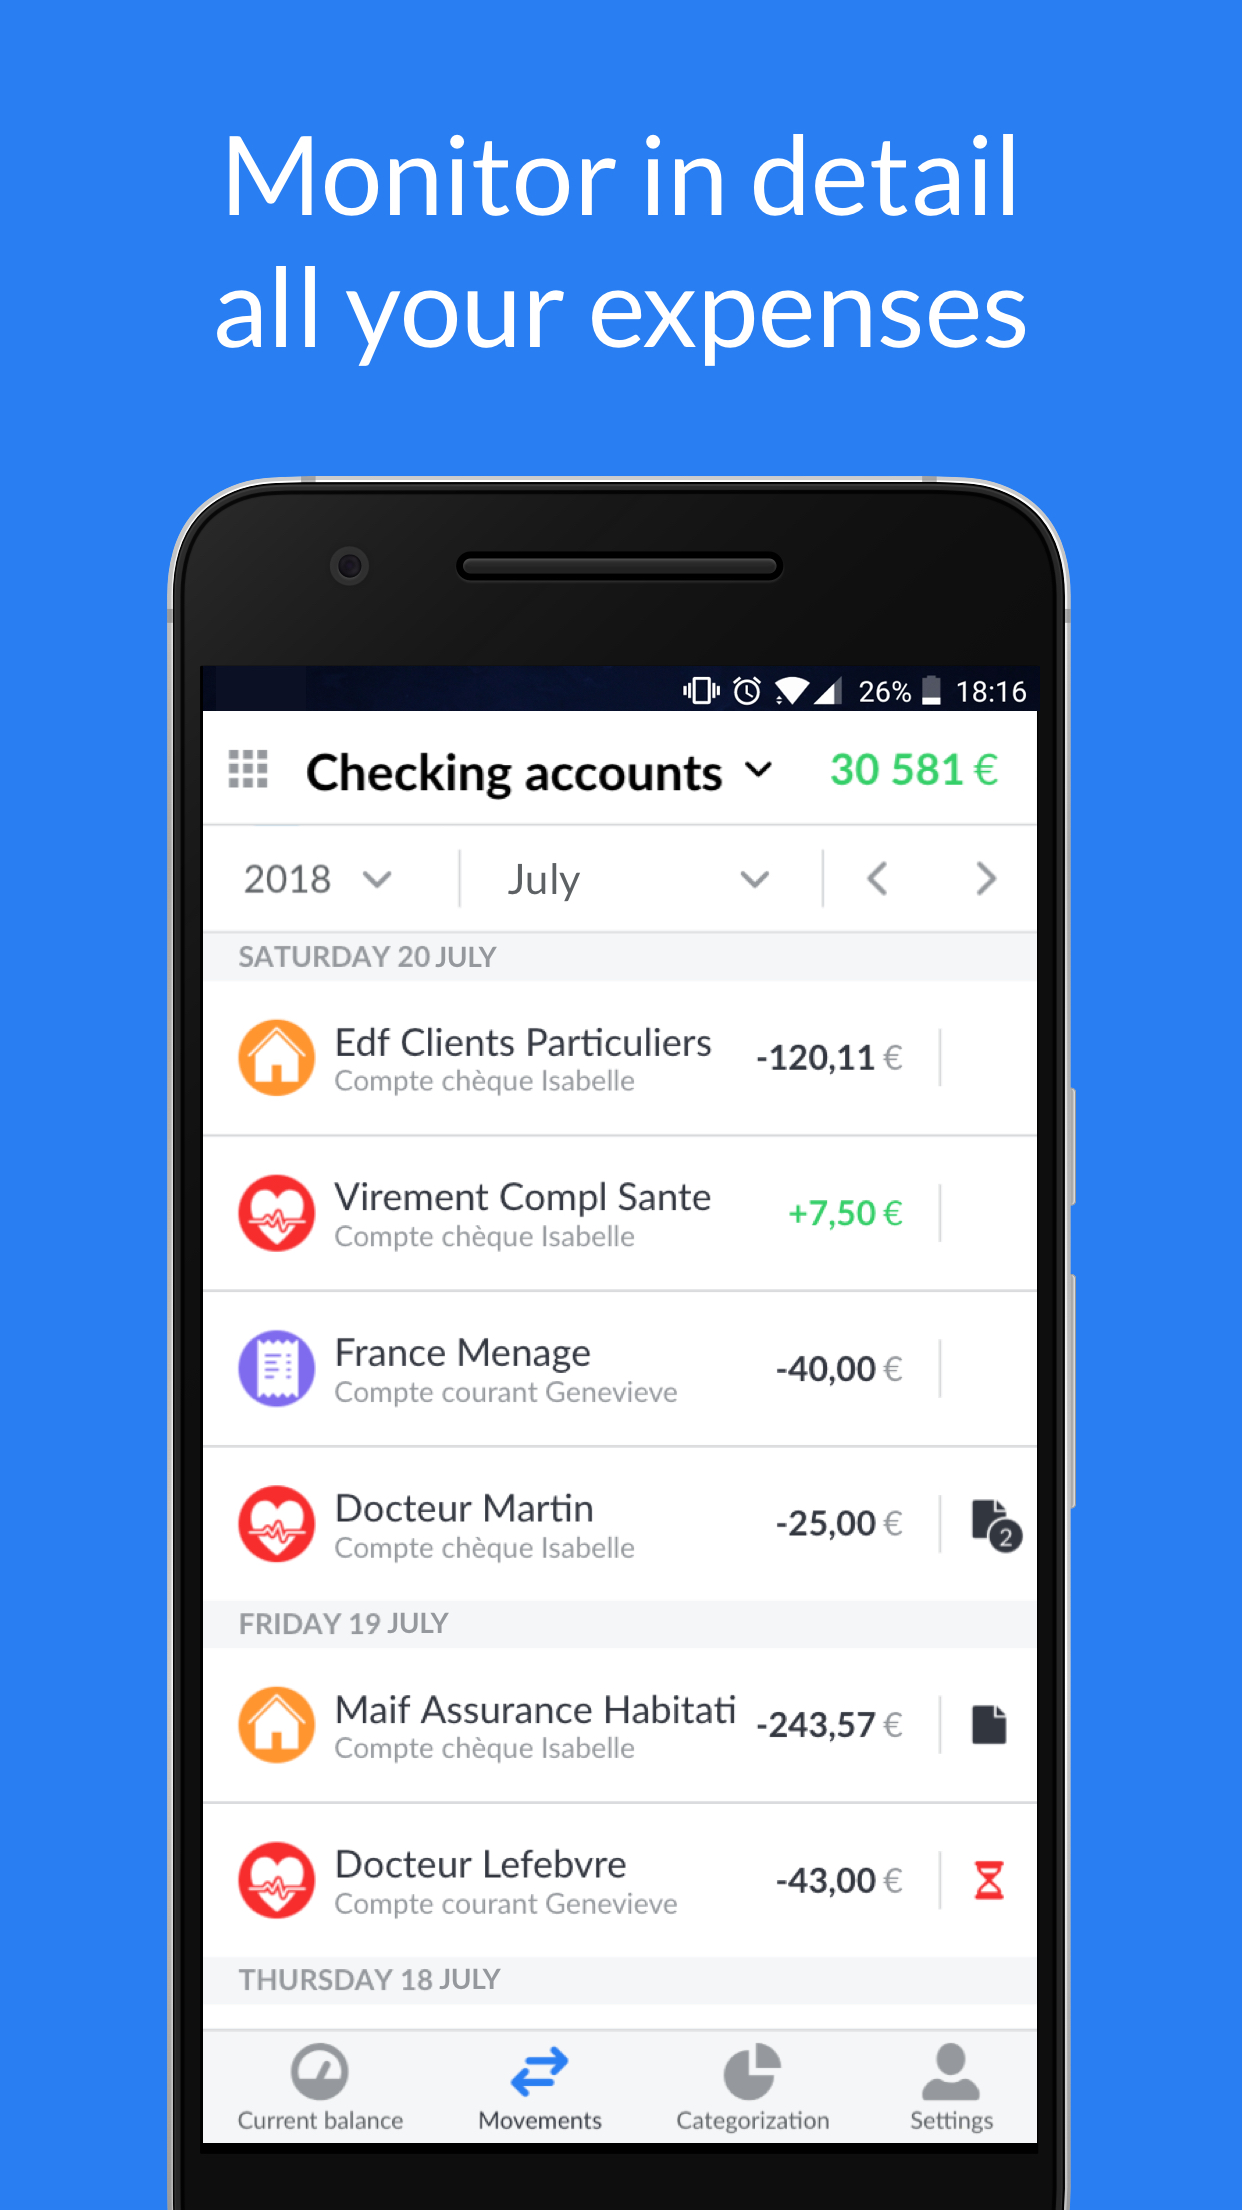 Monitor in detail
all your expenses
26% 18:16
Checking accounts 30 581 €
2018 July
SATURDAY 20 JULY
Edf Clients Particuliers -120,11 €
Compte chèque Isabelle
Virement Compl Sante +7,50 €
Compte chèque Isabelle
France Menage -40,00 €
Compte courant Genevieve
Docteur Martin -25,00 € 2
Compte chèque Isabelle
FRIDAY 19 JULY
Maif Assurance Habitati -243,57 €
Compte chèque Isabelle
Docteur Lefebvre -43,00 €
Compte courant Genevieve
THURSDAY 18 JULY
Current balance Movements Categorization Settings